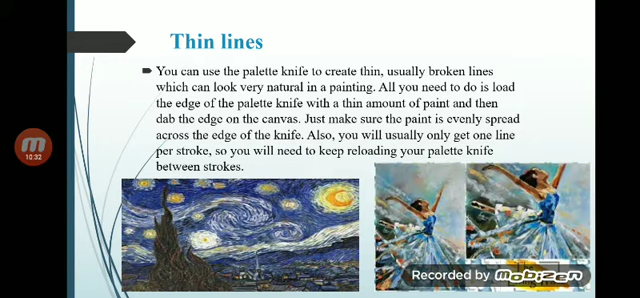 Thin lines
You can use the palette knife to create thin, usually broken lines
which can look very natural in a painting. All you need to do is load
the edge of the palette knife with a thin amount of paint and then
dab the edge on the canvas. Just make sure the paint is evenly spread
across the edge of the knife. Also, you will usually only get one line
per stroke, so you will need to keep reloading your palette knife
between strokes.
10:32
Recorded by mobizen